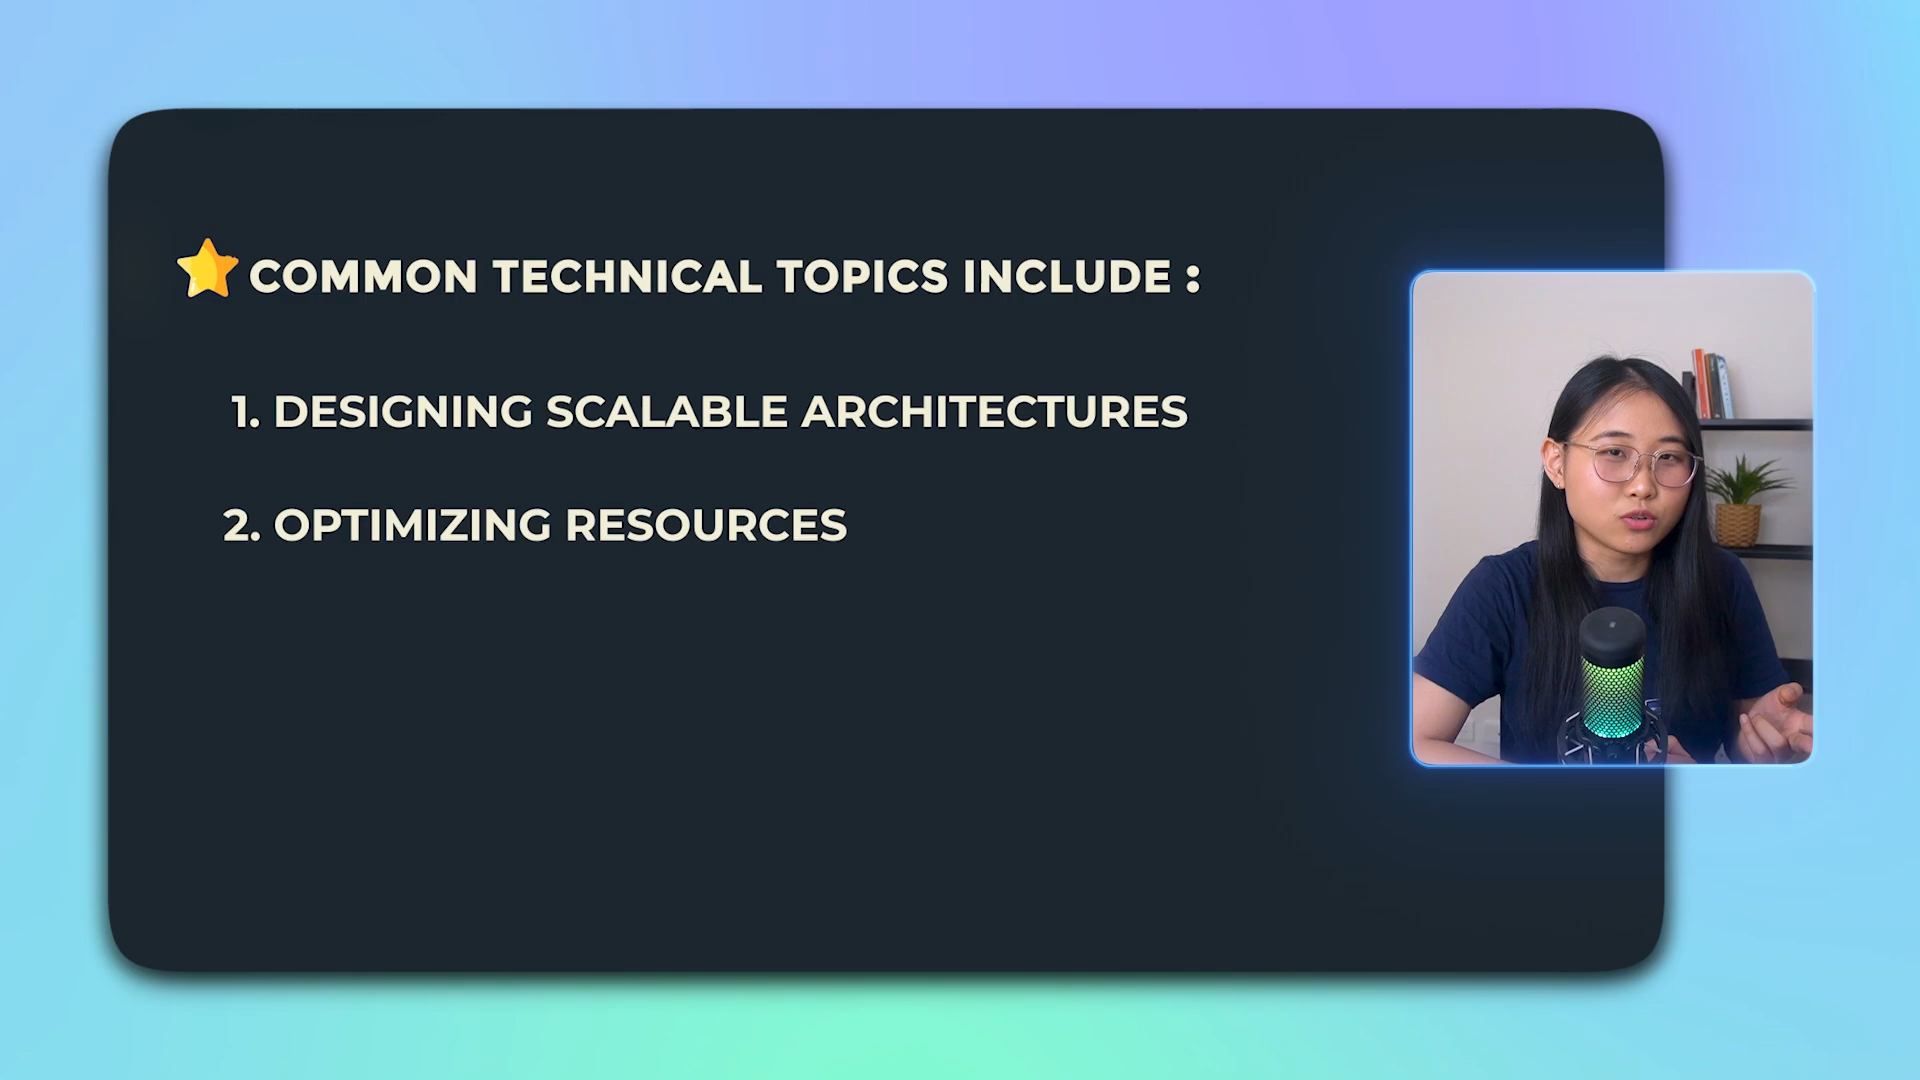 COMMON TECHNICAL TOPICS INCLUDE :
1. DESIGNING SCALABLE ARCHITECTURES
2. OPTIMIZING RESOURCES